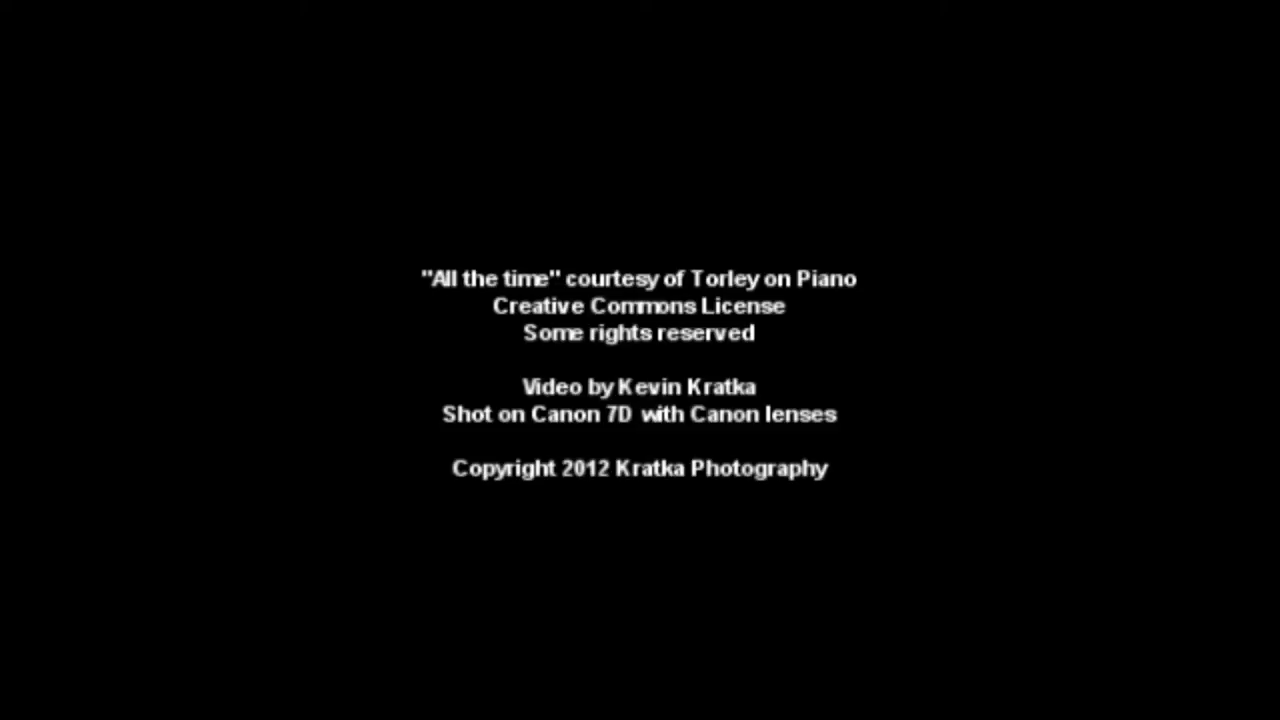 "All the time" courtesy of Torley on Piano
Creative Commons License
Some rights reserved
Video by Kevin Kratka
Shot on Canon 7D with Canon lenses
Copyright 2012 Kratka Photography